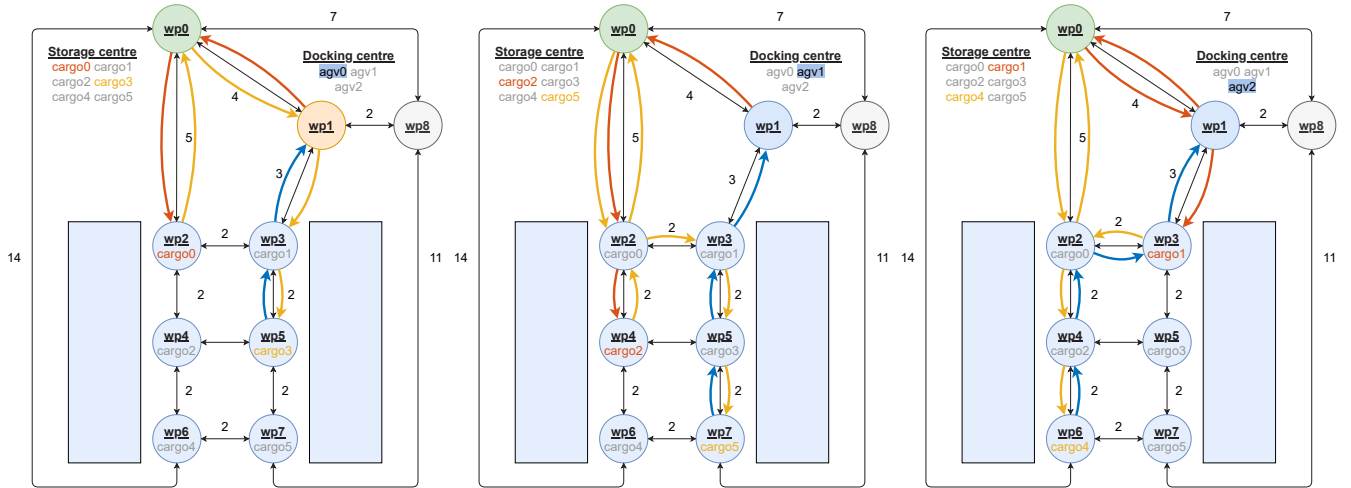 7
wp0
Storage centre
cargo0 cargo1
cargo2 cargo3
cargo4 cargo5
Docking centre
agv0 agv1
agv2
4
wp1
2
wp8
5
3
wp2
cargo0
2
wp3
cargo1
14
11
2
2
wp4
cargo2
wp5
cargo3
2
2
wp6
cargo4
2
wp7
cargo5
7
wp0
Storage centre
cargo0 cargo1
cargo2 cargo3
cargo4 cargo5
Docking centre
agv0 agv1
agv2
4
wp1
2
wp8
5
3
wp2
cargo0
2
wp3
cargo1
14
11
2
2
wp4
cargo2
wp5
cargo3
2
2
wp6
cargo4
2
wp7
cargo5
7
wp0
Storage centre
cargo0 cargo1
cargo2 cargo3
cargo4 cargo5
Docking centre
agv0 agv1
agv2
4
wp1
2
wp8
5
3
wp2
cargo0
2
wp3
cargo1
14
11
2
2
wp4
cargo2
wp5
cargo3
2
2
wp6
cargo4
2
wp7
cargo5